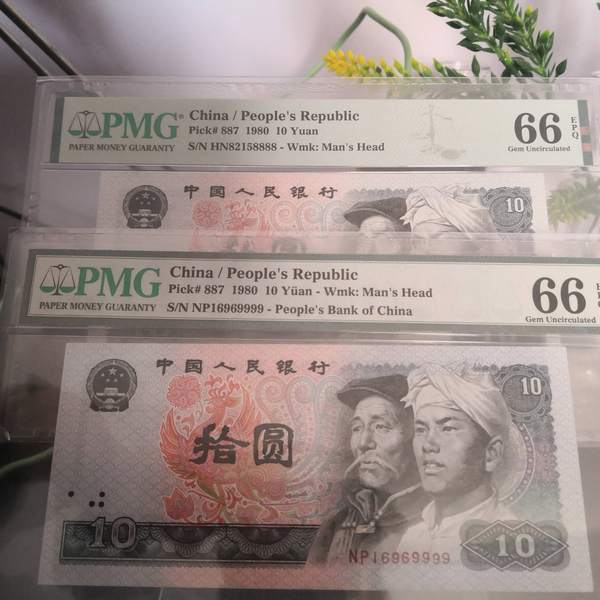 PMG®
PAPER MONEY GUARANTY
China / People's Republic
Pick# 887 1980 10 Yuan
S/N HN82158888 - Wmk: Man's Head
66 EPQ
Gem Uncirculated
中国人民银行
10
PMG
PAPER MONEY GUARANTY
China / People's Republic
Pick# 887 1980 10 Yüan - Wmk: Man's Head
S/N NP16969999 - People's Bank of China
66
Gem Uncirculated
中国人民银行
10
拾圆
10
NP16969999
10